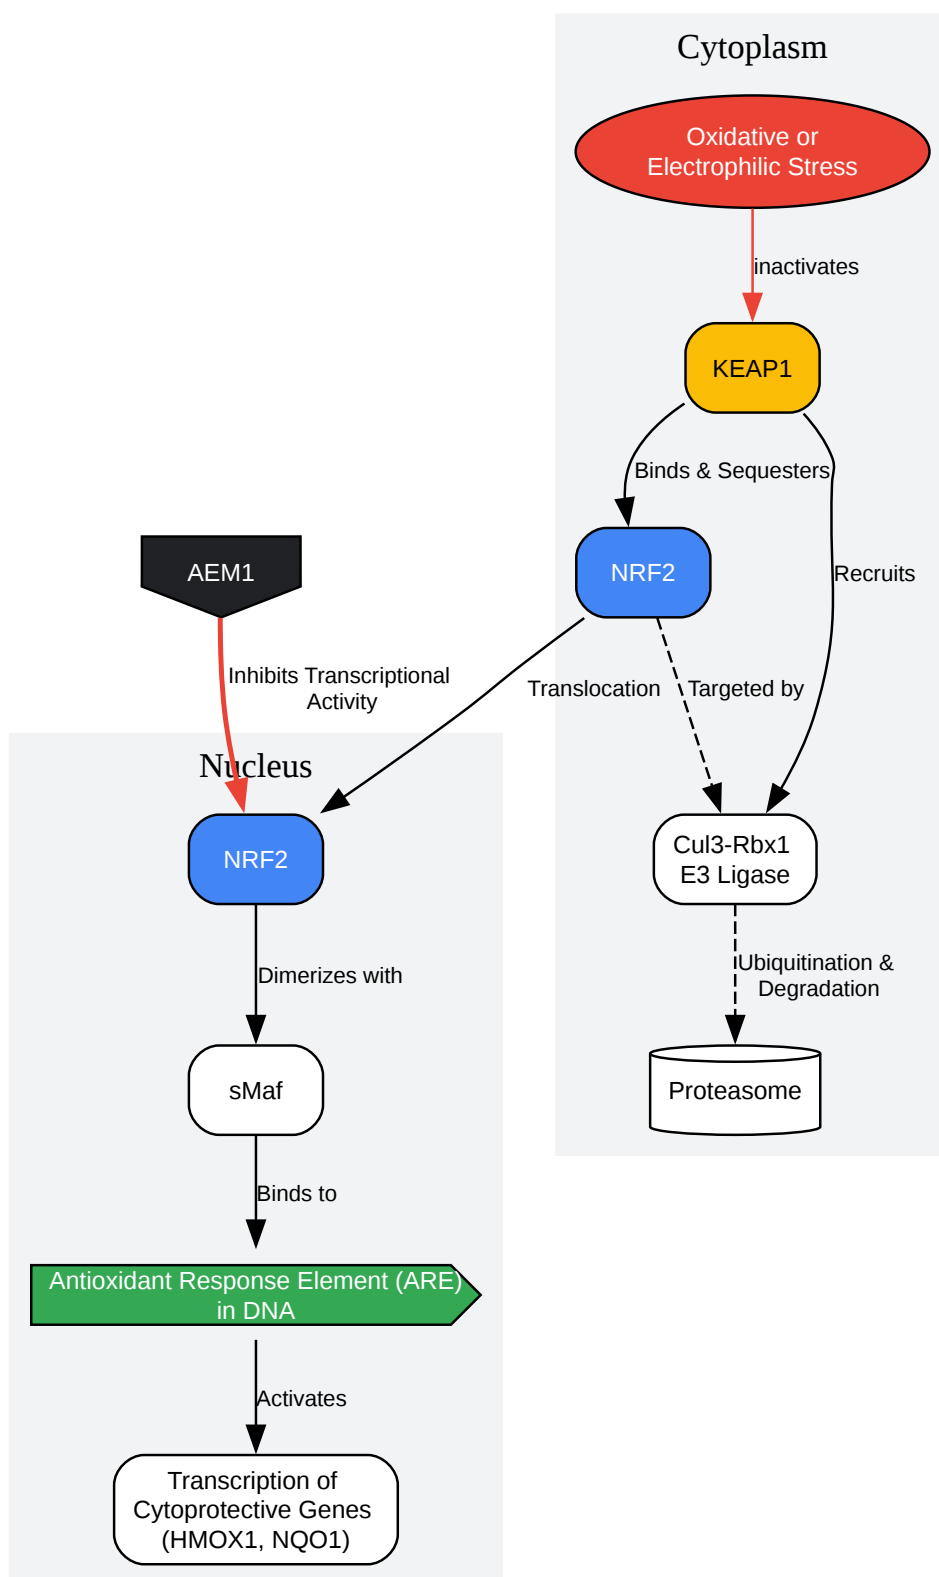 Cytoplasm
Oxidative or
Electrophilic Stress
inactivates
KEAP1
Binds & Sequesters
NRF2
Recruits
AEM1
Inhibits Transcriptional
Activity
Translocation
Targeted by
Nucleus
NRF2
Cul3-Rbx1
E3 Ligase
Dimerizes with
Ubiquitination &
Degradation
sMaf
Proteasome
Binds to
Antioxidant Response Element (ARE)
in DNA
Activates
Transcription of
Cytoprotective Genes
(HMOX1, NQO1)